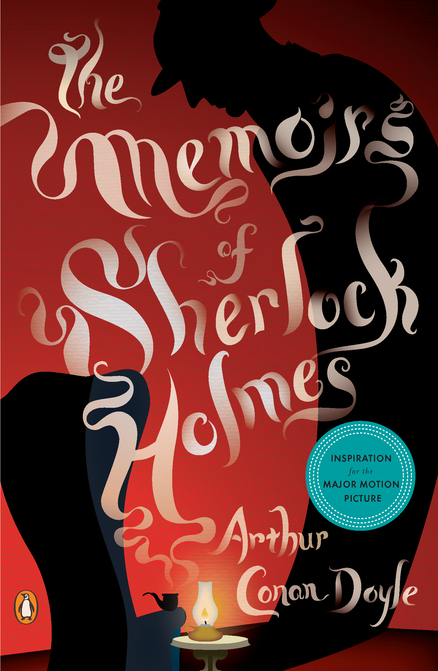 The
Memoirs
of
Sherlock
Holmes
INSPIRATION
for the
MAJOR MOTION
PICTURE
Arthur
Conan Doyle